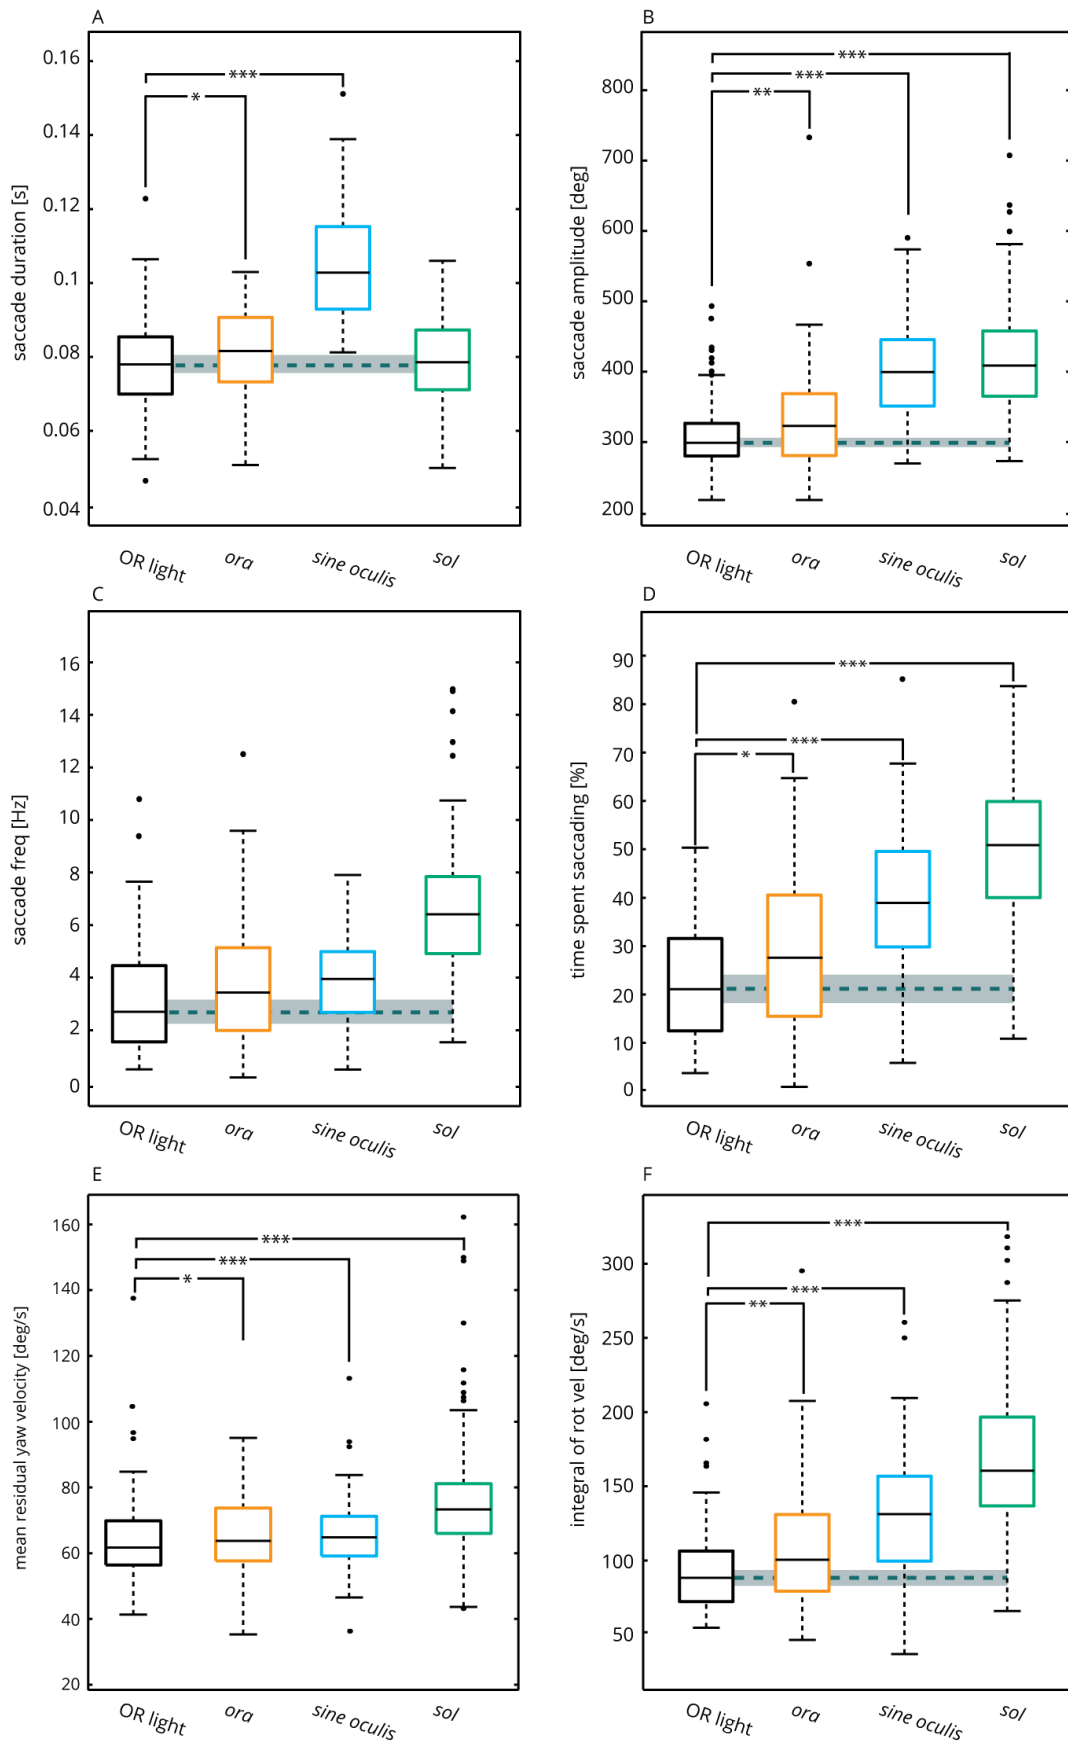 A
saccade duration [s]
0.16
0.14
0.12
0.1
0.08
0.06
0.04
***
*
OR light
ora
sine oculis
sol
B
saccade amplitude [deg]
800
700
600
500
400
300
200
***
***
**
OR light
ora
sine oculis
sol
C
saccade freq [Hz]
16
14
12
10
8
6
4
2
0
OR light
ora
sine oculis
sol
D
time spent saccading [%]
90
80
70
60
50
40
30
20
10
0
***
***
*
OR light
ora
sine oculis
sol
E
mean residual yaw velocity [deg/s]
160
140
120
100
80
60
40
20
***
***
*
OR light
ora
sine oculis
sol
F
integral of rot vel [deg/s]
300
250
200
150
100
50
***
***
**
OR light
ora
sine oculis
sol